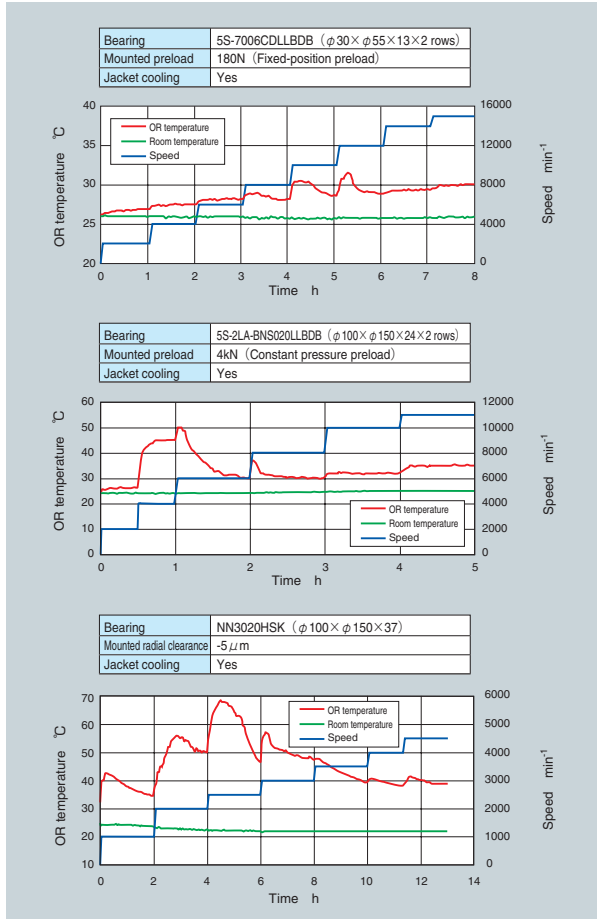 Bearing 5S-7006CDLLBDB（φ30×φ55×13×2 rows）
Mounted preload 180N（Fixed-position preload）
Jacket cooling Yes
OR temperature ℃
40
35
30
25
20
OR temperature
Room temperature
Speed
16000
12000
8000
4000
0
Speed min-1
0 1 2 3 4 5 6 7 8
Time h
Bearing 5S-2LA-BNS020LLBDB（φ100×φ150×24×2 rows）
Mounted preload 4kN（Constant pressure preload）
Jacket cooling Yes
OR temperature ℃
60
50
40
30
20
10
0
OR temperature
Room temperature
Speed
12000
10000
8000
6000
4000
2000
0
Speed min-1
0 1 2 3 4 5
Time h
Bearing NN3020HSK（φ100×φ150×37）
Mounted radial clearance -5μm
Jacket cooling Yes
OR temperature ℃
70
60
50
40
30
20
10
OR temperature
Room temperature
Speed
6000
5000
4000
3000
2000
1000
0
Speed min-1
0 2 4 6 8 10 12 14
Time h